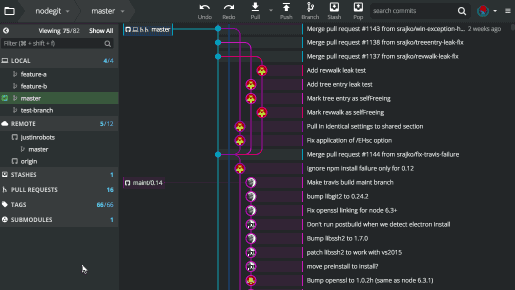 nodegit
master
Undo
Redo
Pull
Push
Branch
Stash
Pop
search commits
Viewing 75/82
Show All
Filter (⌘ + shift + f)
LOCAL
4/4
feature-a
feature-b
master
test-branch
REMOTE
5/12
justinrobots
master
origin
STASHES
1
PULL REQUESTS
16
TAGS
66/66
SUBMODULES
1
master
maint/0.14
Merge pull request #1143 from srajko/win-exception-h...
2 weeks ago
Merge pull request #1138 from srajko/treeentry-leak-fix
Merge pull request #1137 from srajko/revwalk-leak-fix
Add revwalk leak test
Add tree entry leak test
Mark tree entry as selfFreeing
Mark revwalk as selfFreeing
Pull in identical settings to shared section
Fix application of /EHsc option
Merge pull request #1144 from srajko/fix-travis-failure
Ignore npm install failure only for 0.12
Make travis build maint branch
bump libgit2 to 0.24.2
Fix openssl linking for node 6.3+
Don't run postbuild when we detect electron install
Bump libssh2 to 1.7.0
patch libssh2 to work with vs2015
move preinstall to install?
Bump openssl to 1.0.2h (same as node 6.3.1)